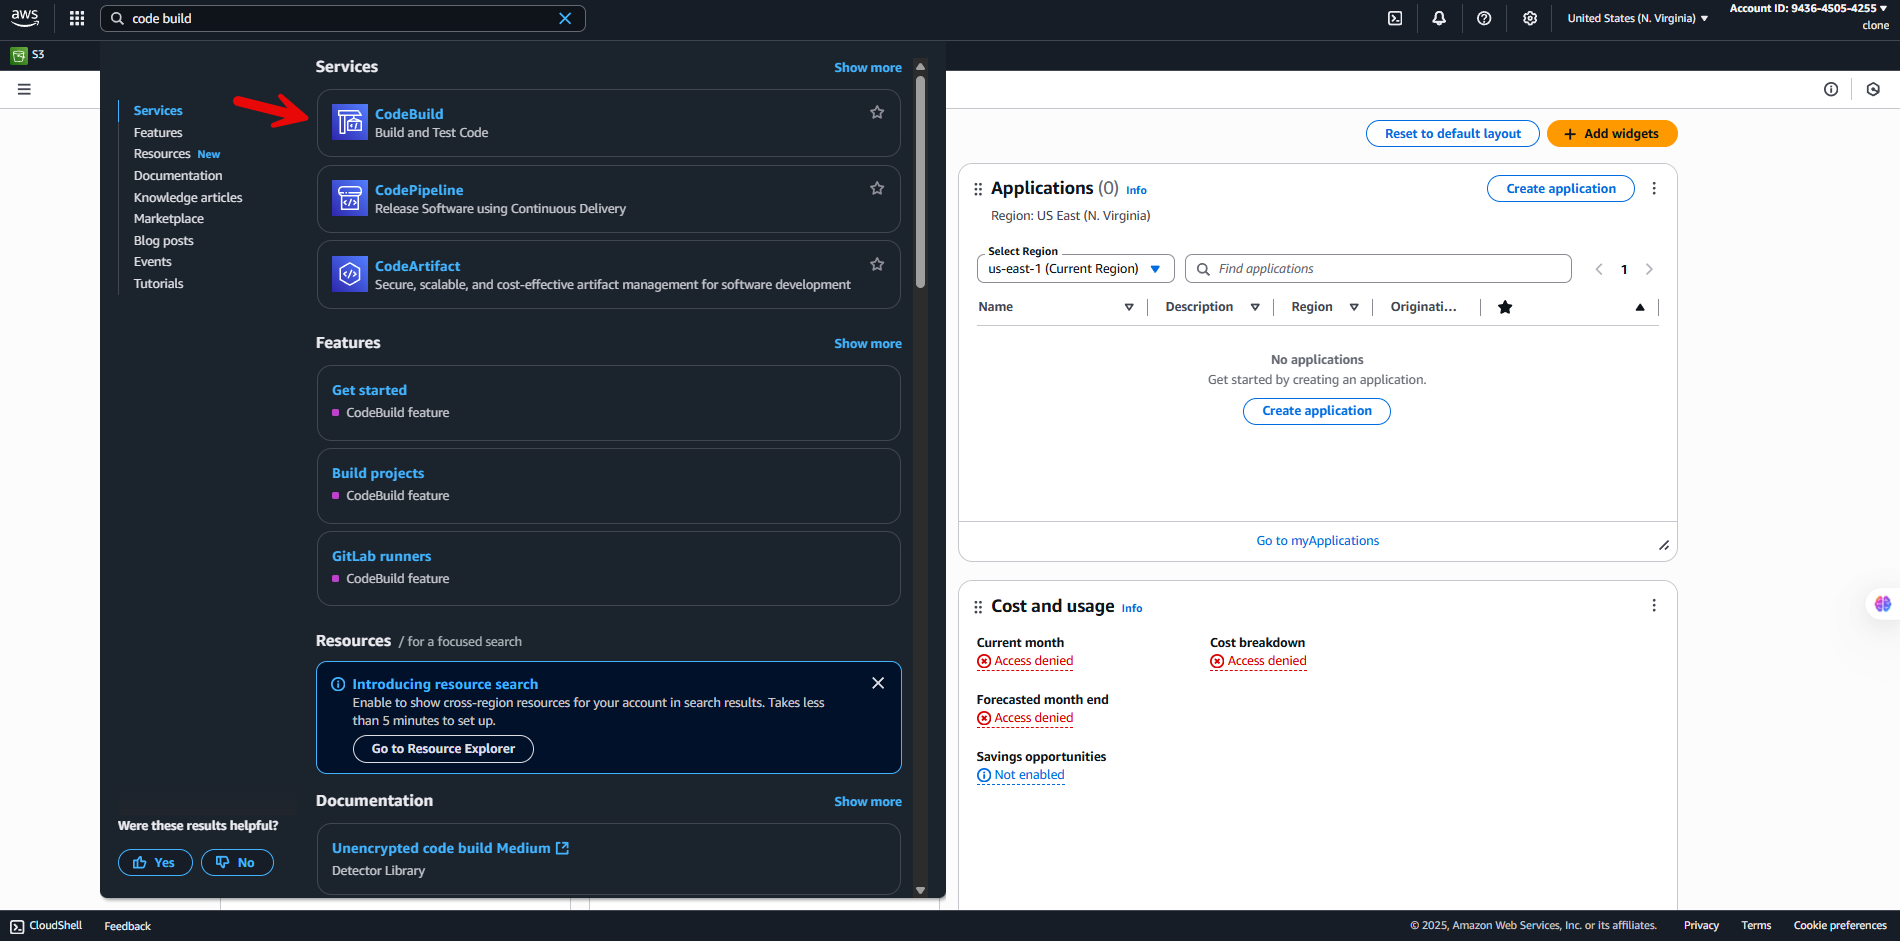 aws
code build
United States (N. Virginia)
Account ID: 9436-4505-4255
clone
S3
Services
Features
Resources New
Documentation
Knowledge articles
Marketplace
Blog posts
Events
Tutorials
Were these results helpful?
Yes
No
Services
Show more
CodeBuild
Build and Test Code
CodePipeline
Release Software using Continuous Delivery
CodeArtifact
Secure, scalable, and cost-effective artifact management for software development
Features
Show more
Get started
CodeBuild feature
Build projects
CodeBuild feature
GitLab runners
CodeBuild feature
Resources / for a focused search
Introducing resource search
Enable to show cross-region resources for your account in search results. Takes less
than 5 minutes to set up.
Go to Resource Explorer
Documentation
Show more
Unencrypted code build Medium
Detector Library
Reset to default layout
+ Add widgets
Applications (0) Info
Create application
Region: US East (N. Virginia)
Select Region
us-east-1 (Current Region)
Find applications
1
Name
Description
Region
Originati...
No applications
Get started by creating an application.
Create application
Go to myApplications
Cost and usage Info
Current month
Access denied
Cost breakdown
Access denied
Forecasted month end
Access denied
Savings opportunities
Not enabled
CloudShell
Feedback
© 2025, Amazon Web Services, Inc. or its affiliates.
Privacy
Terms
Cookie preferences